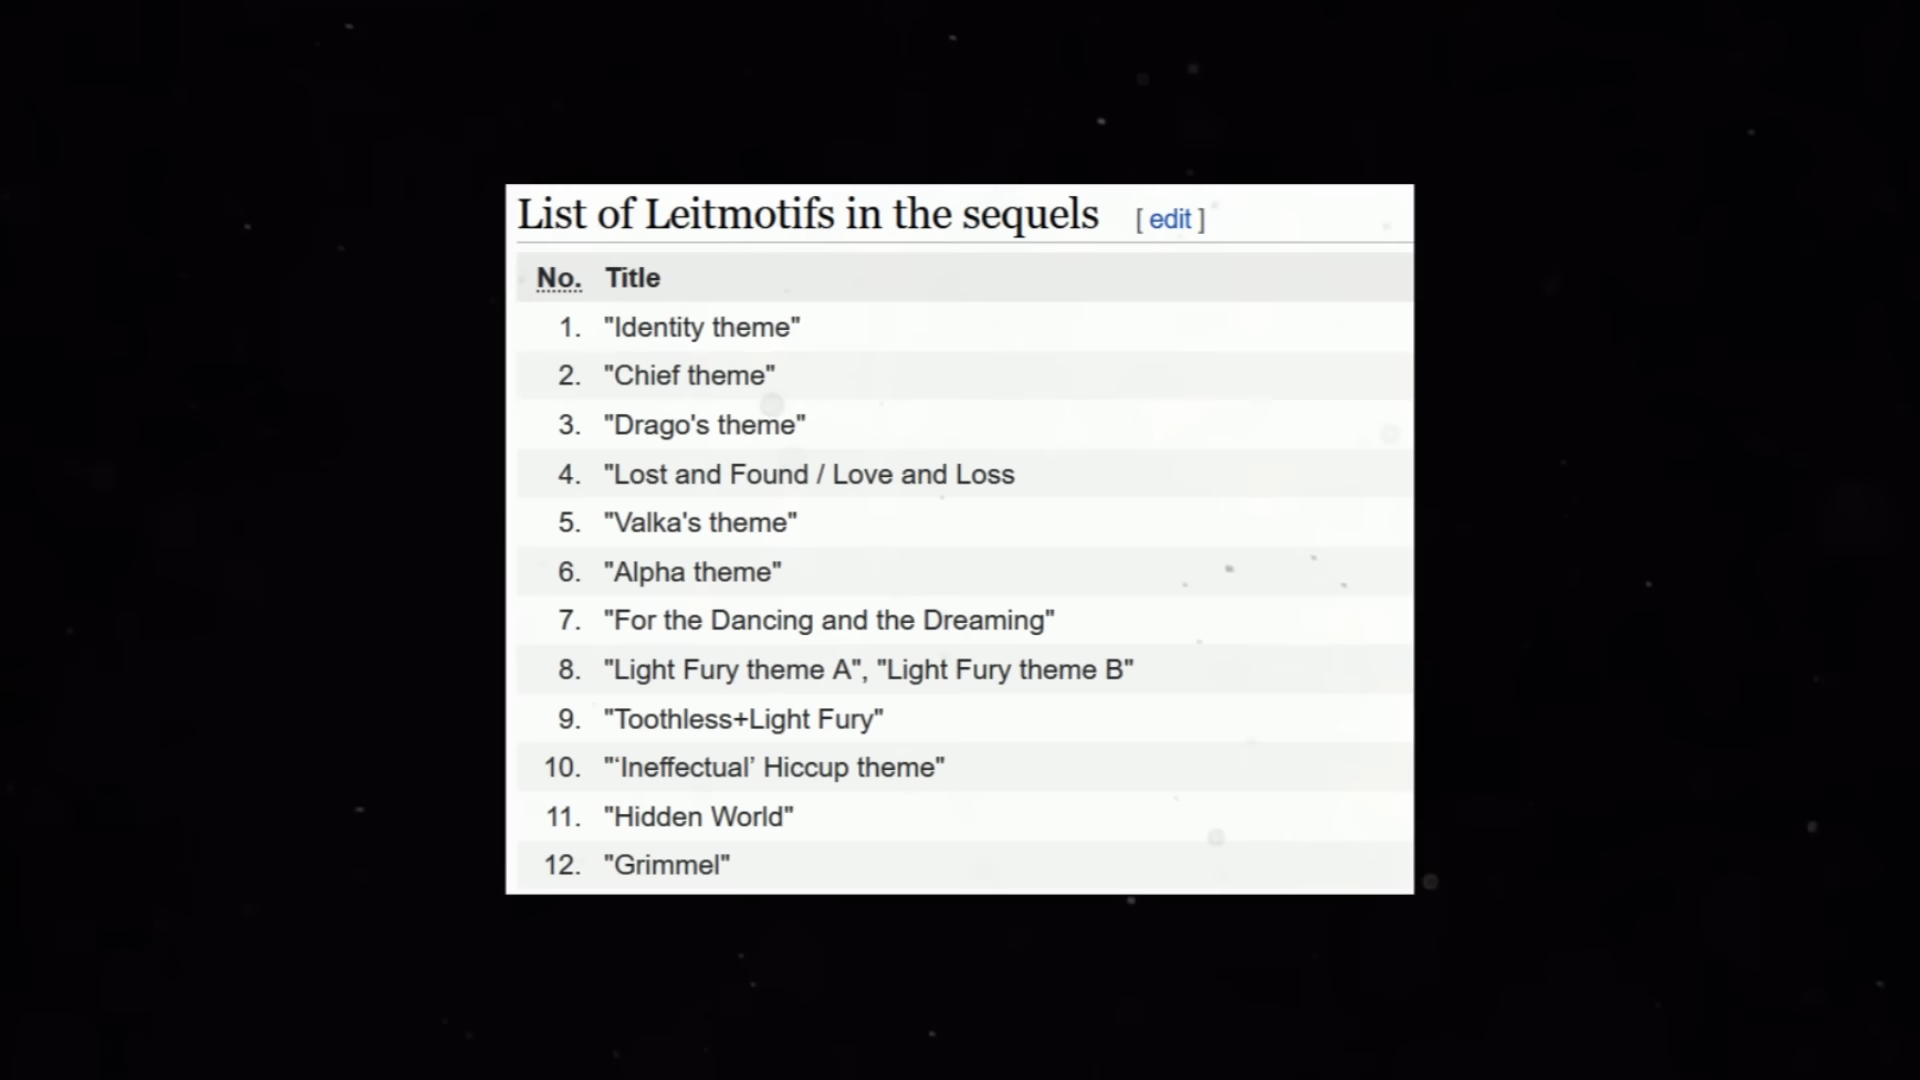 List of Leitmotifs in the sequels [ edit ]
No. Title
1. "Identity theme"
2. "Chief theme"
3. "Drago's theme"
4. "Lost and Found / Love and Loss
5. "Valka's theme"
6. "Alpha theme"
7. "For the Dancing and the Dreaming"
8. "Light Fury theme A", "Light Fury theme B"
9. "Toothless+Light Fury"
10. "‘Ineffectual’ Hiccup theme"
11. "Hidden World"
12. "Grimmel"